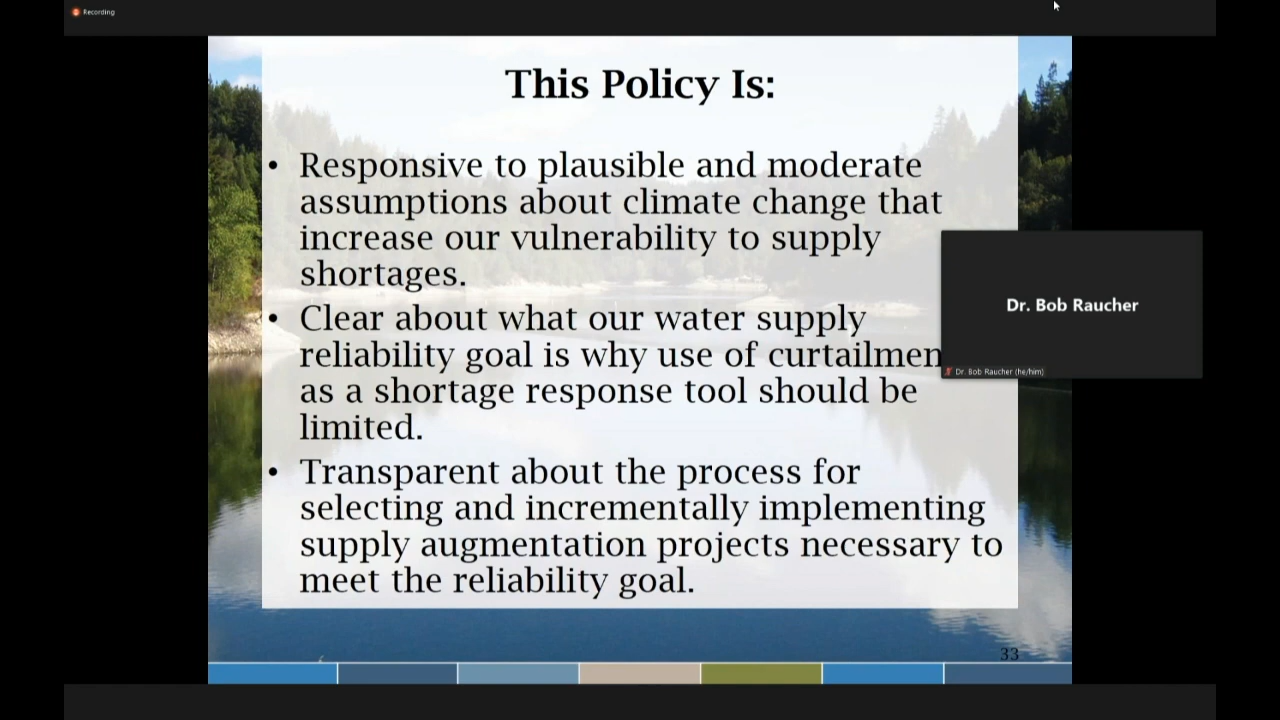 Recording
This Policy Is:
• Responsive to plausible and moderate
assumptions about climate change that
increase our vulnerability to supply
shortages.
• Clear about what our water supply
reliability goal is why use of curtailmen
as a shortage response tool should be
limited.
• Transparent about the process for
selecting and incrementally implementing
supply augmentation projects necessary to
meet the reliability goal.
33
Dr. Bob Raucher
Dr. Bob Raucher (he/him)